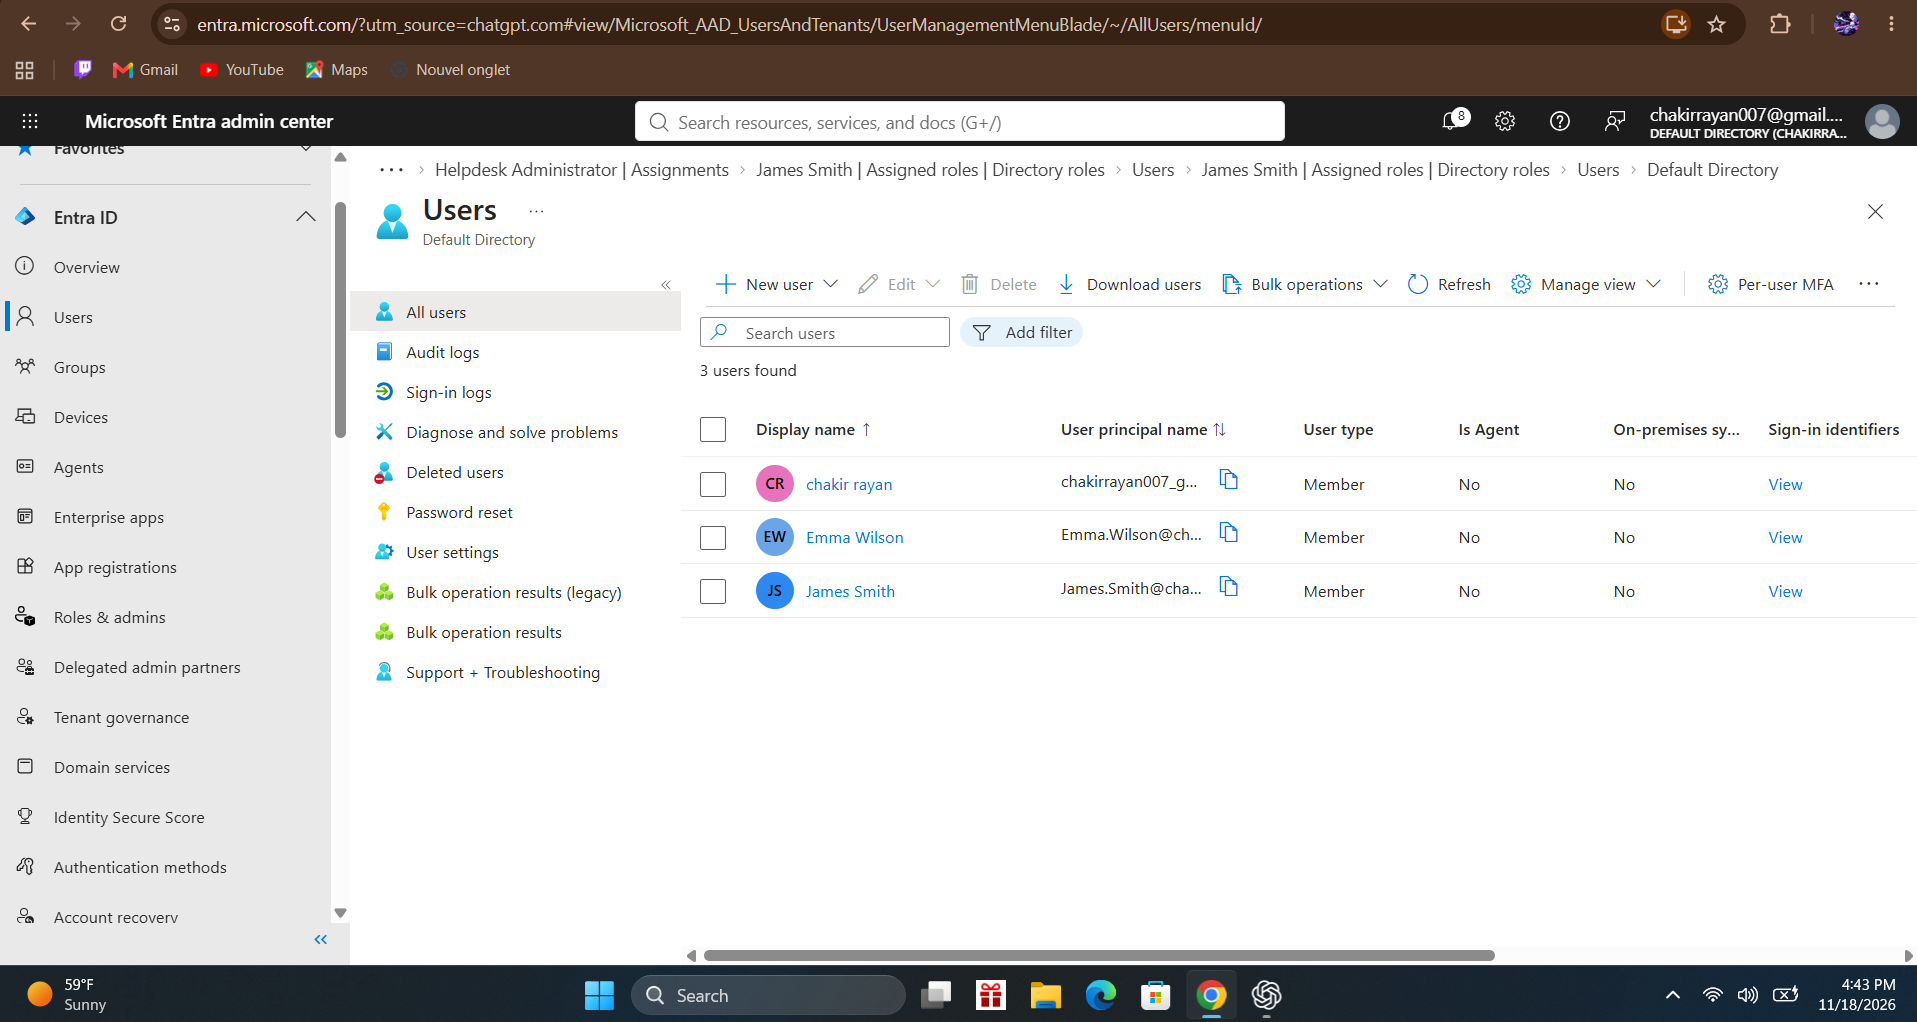 entra.microsoft.com/?utm_source=chatgpt.com#view/Microsoft_AAD_UsersAndTenants/UserManagementMenuBlade/~/AllUsers/menuId/
Gmail
YouTube
Maps
Nouvel onglet
Microsoft Entra admin center
Search resources, services, and docs (G+/)
8
chakirrayan007@gmail....
DEFAULT DIRECTORY (CHAKIRRA...
Favorites
Entra ID
Overview
Users
Groups
Devices
Agents
Enterprise apps
App registrations
Roles & admins
Delegated admin partners
Tenant governance
Domain services
Identity Secure Score
Authentication methods
Account recovery
··· > Helpdesk Administrator | Assignments > James Smith | Assigned roles | Directory roles > Users > James Smith | Assigned roles | Directory roles > Users > Default Directory
Users ...
Default Directory
All users
Audit logs
Sign-in logs
Diagnose and solve problems
Deleted users
Password reset
User settings
Bulk operation results (legacy)
Bulk operation results
Support + Troubleshooting
New user Edit Delete Download users Bulk operations Refresh Manage view Per-user MFA ···
Search users
Add filter
3 users found
Display name ↑ User principal name ↑↓ User type Is Agent On-premises sy... Sign-in identifiers
CR chakir rayan chakirrayan007_g... Member No No View
EW Emma Wilson Emma.Wilson@ch... Member No No View
JS James Smith James.Smith@cha... Member No No View
59°F
Sunny
Search
4:43 PM
11/18/2026